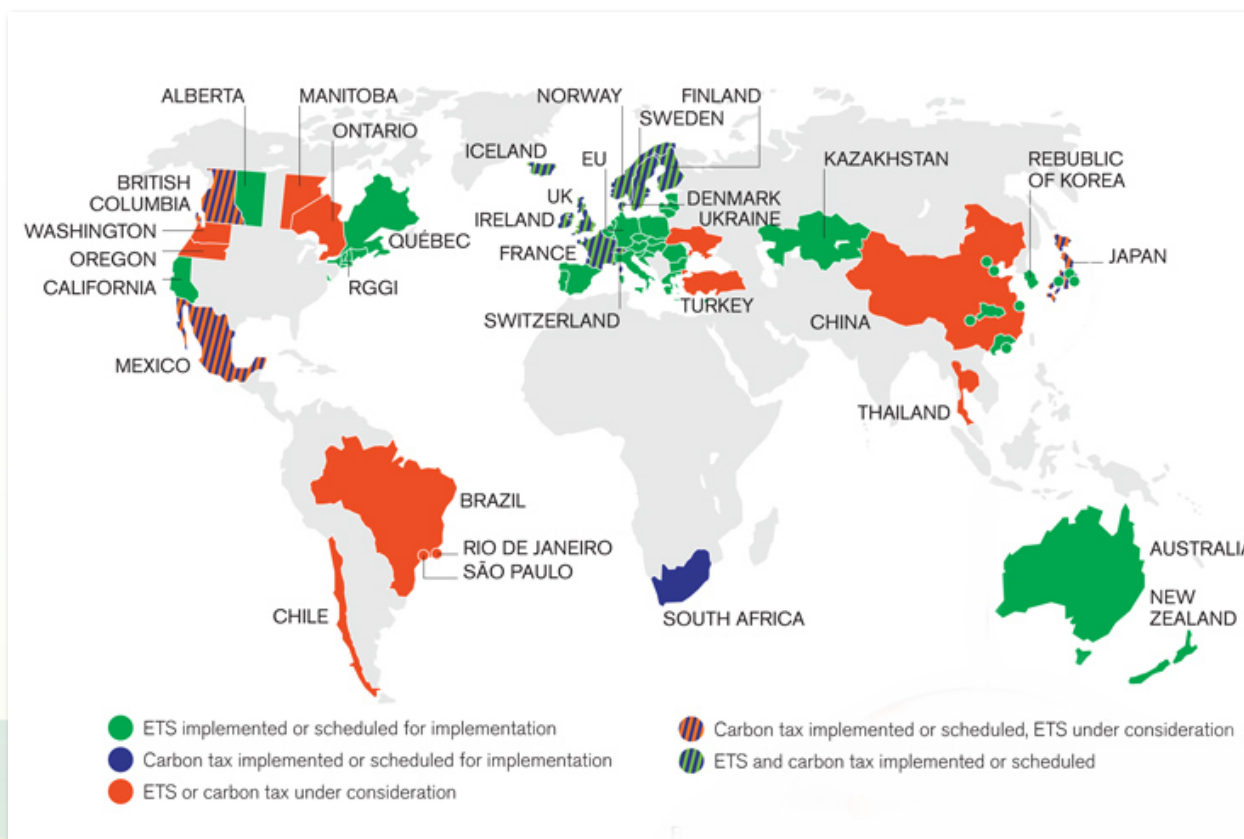 ALBERTA
MANITOBA
NORWAY
FINLAND
SWEDEN
ONTARIO
ICELAND
EU
KAZAKHSTAN
REBUBLIC
OF KOREA
BRITISH
COLUMBIA
UK
DENMARK
IRELAND
UKRAINE
WASHINGTON
QUÉBEC
FRANCE
OREGON
JAPAN
CALIFORNIA
RGGI
TURKEY
SWITZERLAND
CHINA
MEXICO
THAILAND
BRAZIL
RIO DE JANEIRO
SÃO PAULO
AUSTRALIA
NEW
ZEALAND
CHILE
SOUTH AFRICA
ETS implemented or scheduled for implementation
Carbon tax implemented or scheduled for implementation
ETS or carbon tax under consideration
Carbon tax implemented or scheduled, ETS under consideration
ETS and carbon tax implemented or scheduled